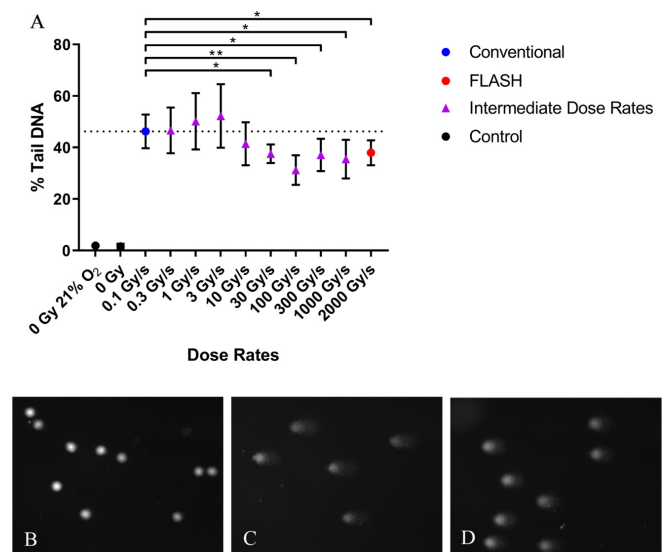 A
*
*
*
**
*
80
60
40
20
0
% Tail DNA
Conventional
FLASH
Intermediate Dose Rates
Control
0 Gy 21% O₂
0 Gy
0.1 Gy/s
0.3 Gy/s
1 Gy/s
3 Gy/s
10 Gy/s
30 Gy/s
100 Gy/s
300 Gy/s
1000 Gy/s
2000 Gy/s
Dose Rates
B
C
D